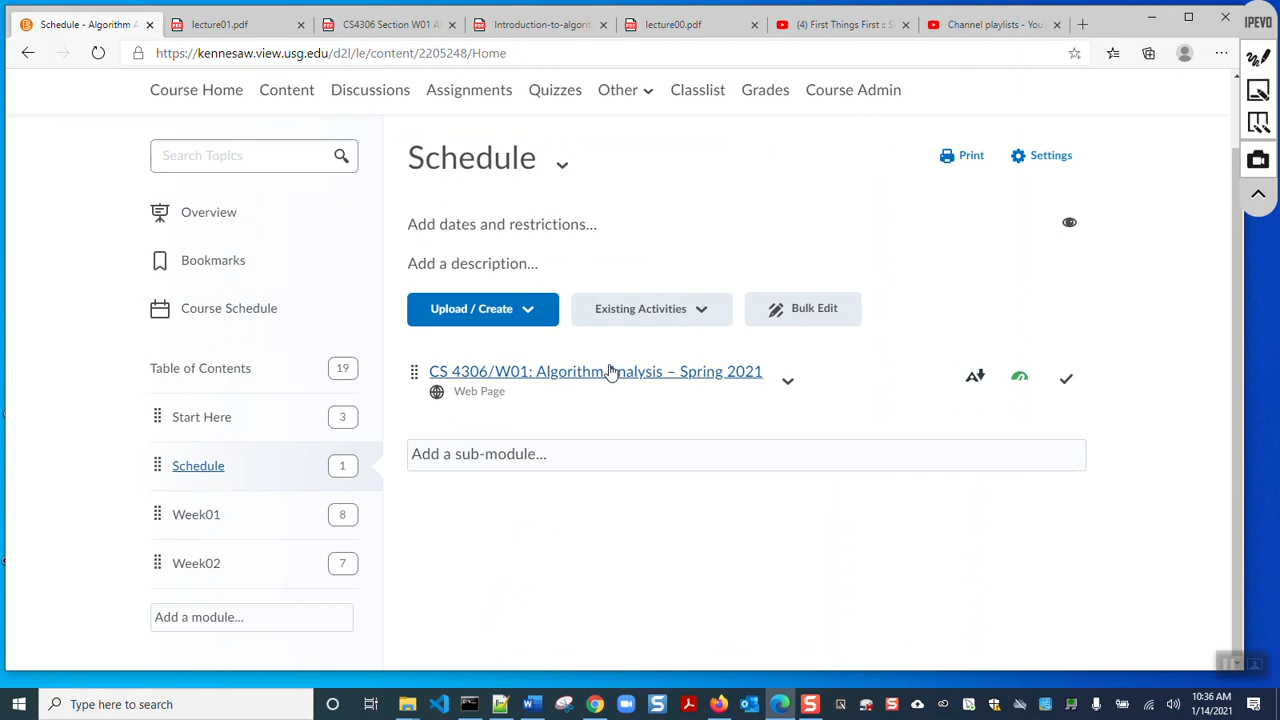 Schedule - Algorithm A
lecture01.pdf
CS4306 Section W01 Al
Introduction-to-algorit
lecture00.pdf
(4) First Things First :: S
Channel playlists - You
IPEVO
https://kennesaw.view.usg.edu/d2l/le/content/2205248/Home
Course Home
Content
Discussions
Assignments
Quizzes
Other
Classlist
Grades
Course Admin
Search Topics
Schedule
Print
Settings
Overview
Add dates and restrictions...
Bookmarks
Add a description...
Course Schedule
Upload / Create
Existing Activities
Bulk Edit
Table of Contents
19
CS 4306/W01: Algorithm Analysis – Spring 2021
Web Page
Start Here
3
Schedule
1
Add a sub-module...
Week01
8
Week02
7
Add a module...
Type here to search
10:36 AM
1/14/2021